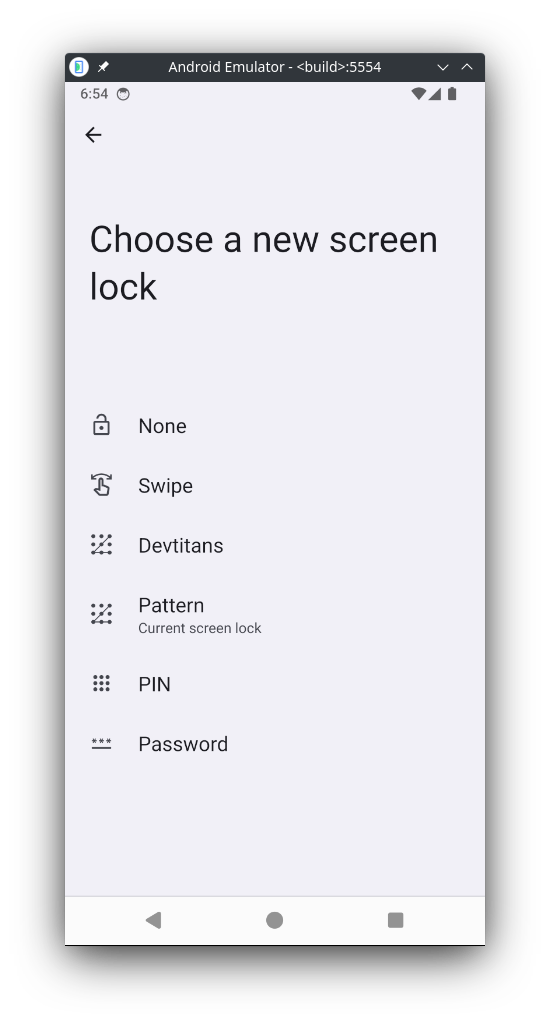 Android Emulator - <build>:5554
6:54
Choose a new screen
lock
None
Swipe
Devtitans
Pattern
Current screen lock
PIN
Password